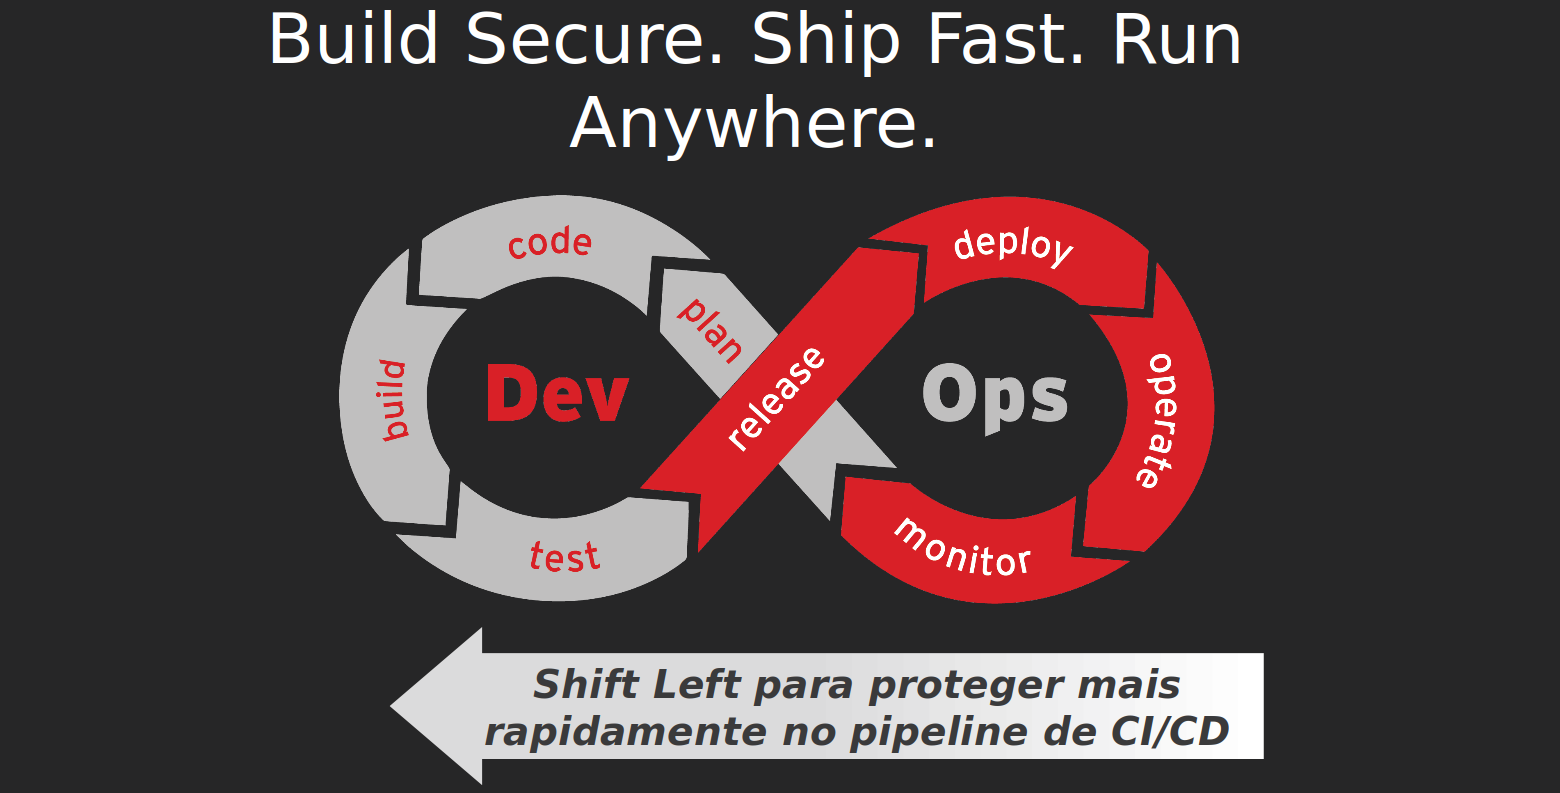 Build Secure. Ship Fast. Run
Anywhere.
code
plan
build
Dev
test
release
deploy
Ops
operate
monitor
Shift Left para proteger mais
rapidamente no pipeline de CI/CD